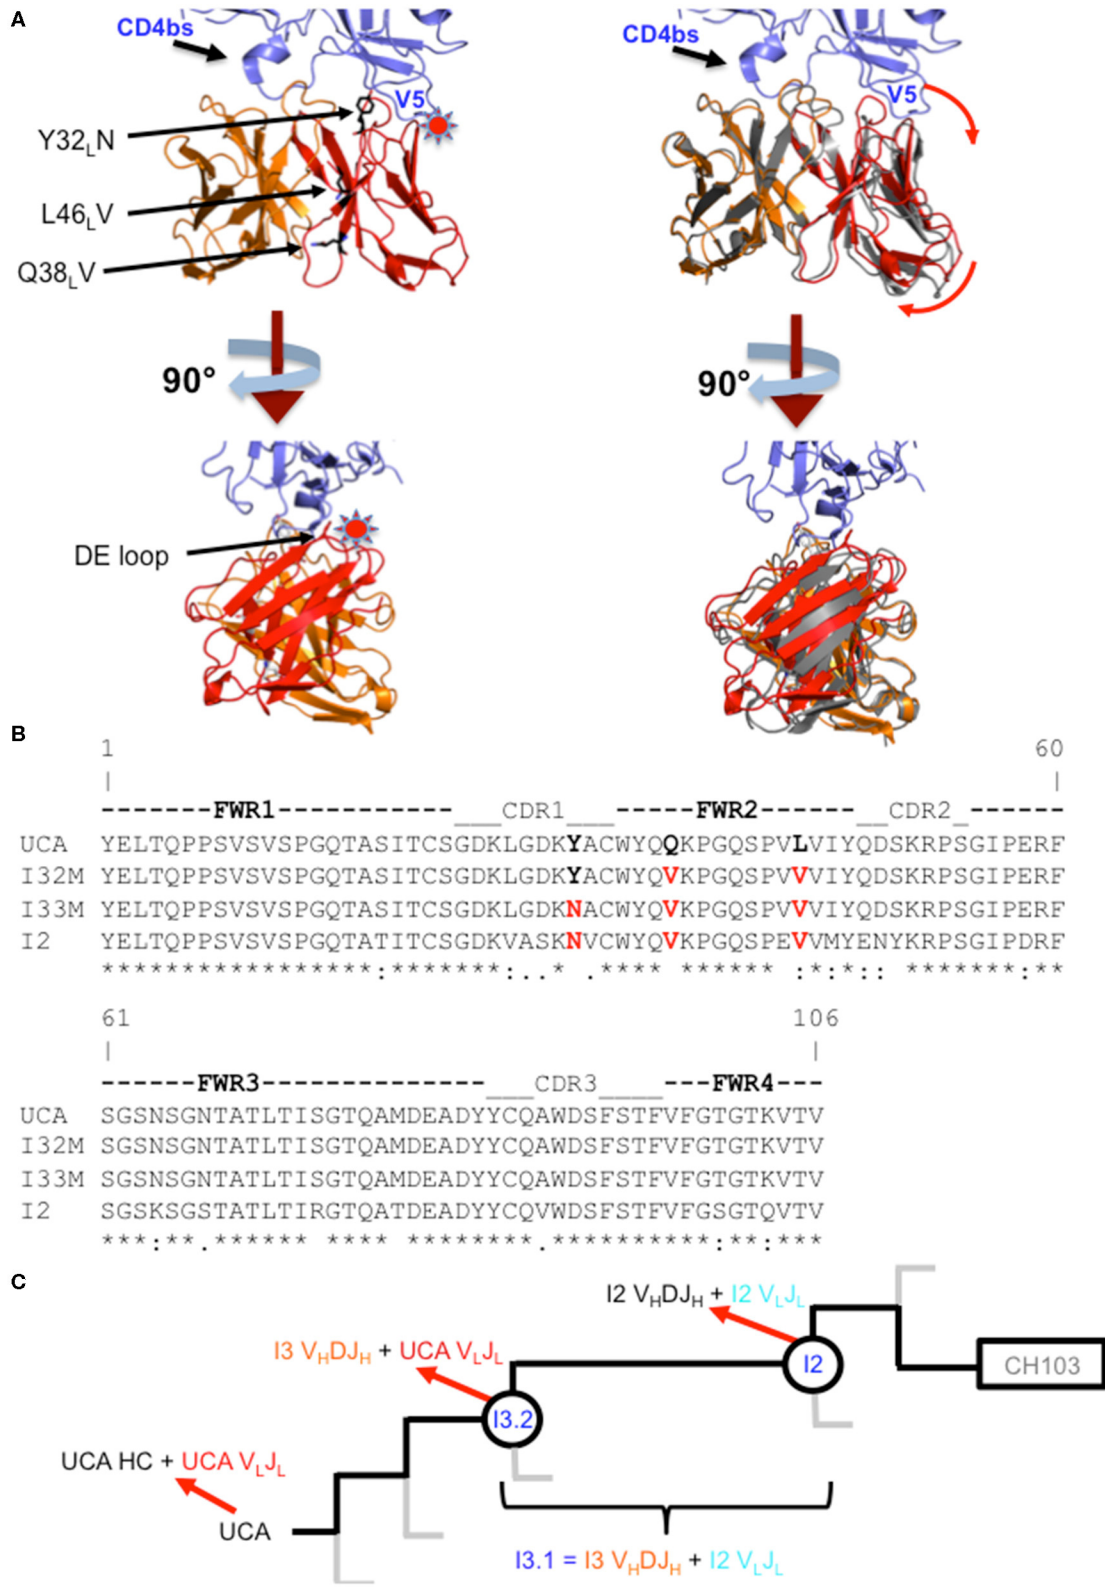 A
CD4bs
CD4bs
V5
V5
Y32LN
L46LV
Q38LV
90°
90°
DE loop
B
1 60
| |
-------FWR1----------- ___CDR1___-----FWR2------__CDR2_------
UCA YELTQPPSVSVSPGQTASITCSGDKLGDKYACWYQQKPGQSPVLVIYQDSKRPSGIPERF
I32M YELTQPPSVSVSPGQTASITCSGDKLGDKYACWYQVKPGQSPVVVIYQDSKRPSGIPERF
I33M YELTQPPSVSVSPGQTASITCSGDKLGDKNACWYQVKPGQSPVVVIYQDSKRPSGIPERF
I2 YELTQPPSVSVSPGQTATITCSGDKVASKNVCWYQVKPGQSPEVVMYENYKRPSGIPDRF
*****************:*******:..* .**** ****** :*:*:: *******:**
61 106
| |
------FWR3--------------___CDR3____---FWR4---
UCA SGSNSGNTATLTISGTQAMDEADYYCQAWDSFSTFVFGTGTKVTV
I32M SGSNSGNTATLTISGTQAMDEADYYCQAWDSFSTFVFGTGTKVTV
I33M SGSNSGNTATLTISGTQAMDEADYYCQAWDSFSTFVFGTGTKVTV
I2 SGSKSGSTATLTIRGTQATDEADYYCQVWDSFSTFVFGSGTQVTV
***:**.****** **** ********.**********:**:***
C
I2 VHDJH + I2 VLJL
I3 VHDJH + UCA VLJL
I2
CH103
I3.2
UCA HC + UCA VLJL
UCA
I3.1 = I3 VHDJH + I2 VLJL